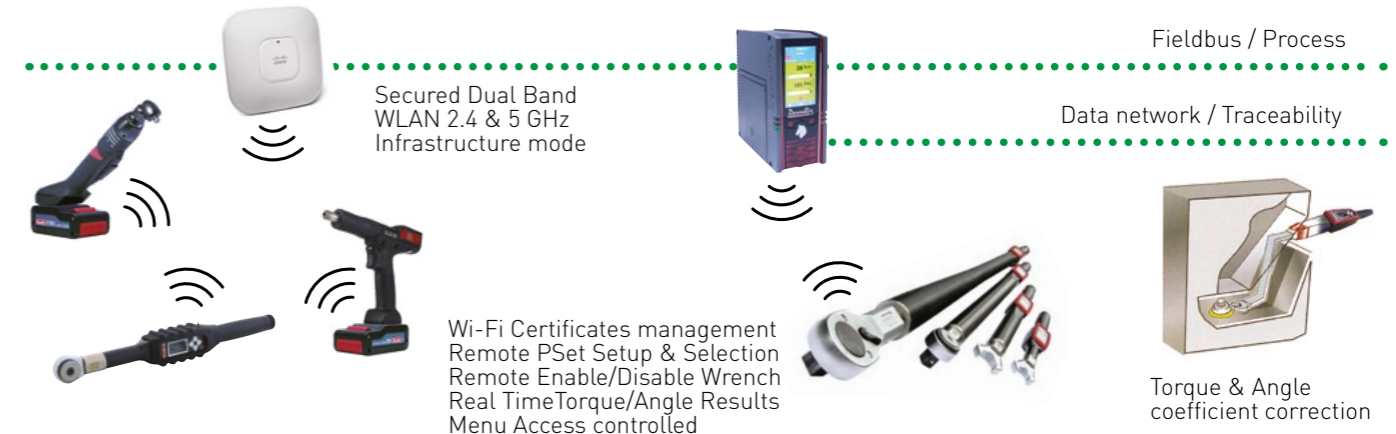 Fieldbus / Process
Secured Dual Band
WLAN 2.4 & 5 GHz
Infrastructure mode
Data network / Traceability
Wi-Fi Certificates management
Remote PSet Setup & Selection
Remote Enable/Disable Wrench
Real TimeTorque/Angle Results
Menu Access controlled
Torque & Angle
coefficient correction